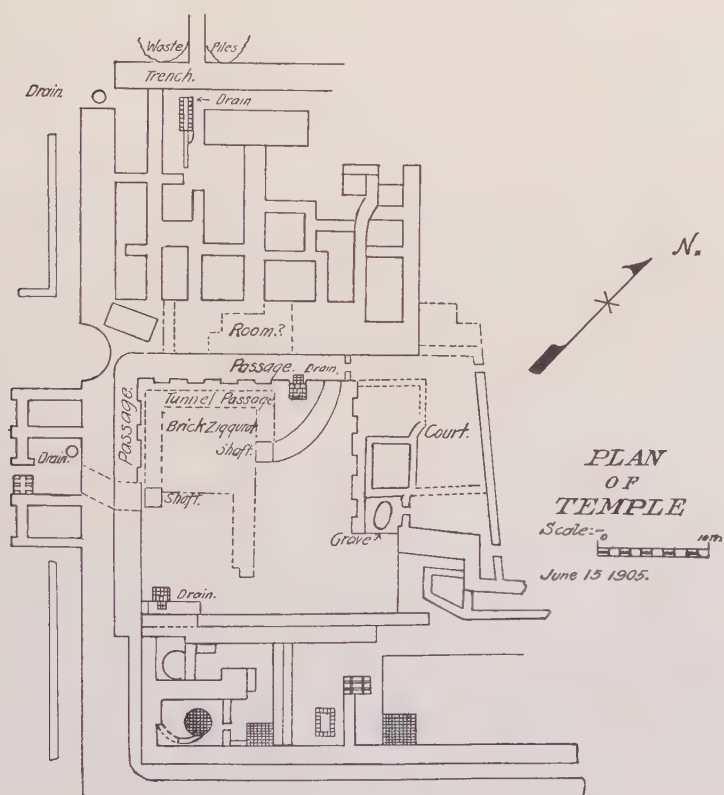 Waste Piles
Trench.
Drain.
← Drain
N.
Room?
Passage. Drain.
Passage.
Tunnel Passage
Brick Ziggurat
Shaft.
Court.
Drain.
Shaft.
Grave
PLAN
OF
TEMPLE
Scale:-
0 10m
June 15 1905.
Drain.